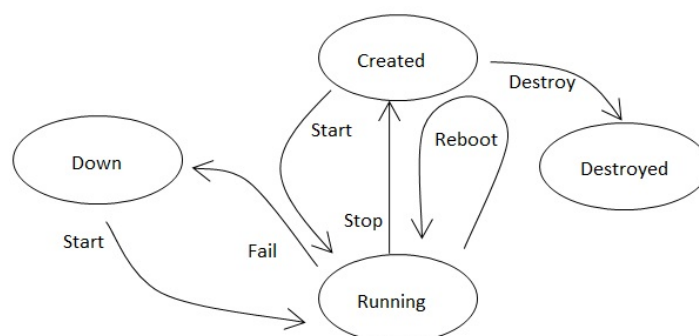 Created
Destroy
Start
Reboot
Down
Destroyed
Stop
Start
Fail
Running